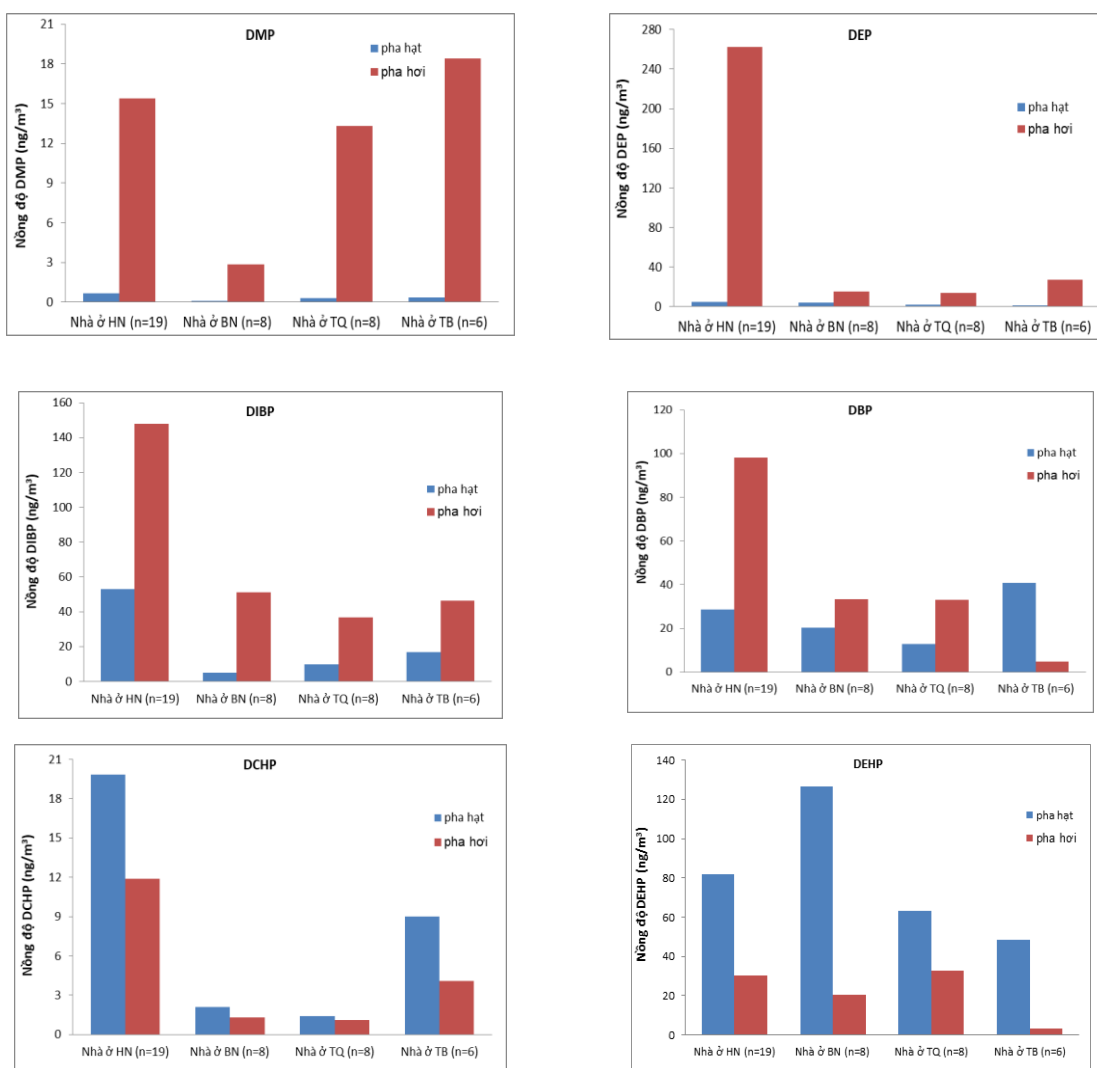 DMP
pha hạt
pha hơi
Nồng độ DMP (ng/m³)
21
18
15
12
9
6
3
0
Nhà ở HN (n=19) Nhà ở BN (n=8) Nhà ở TQ (n=8) Nhà ở TB (n=6)
DEP
pha hạt
pha hơi
Nồng độ DEP (ng/m³)
280
240
200
160
120
80
40
0
Nhà ở HN (n=19) Nhà ở BN (n=8) Nhà ở TQ (n=8) Nhà ở TB (n=6)
DIBP
pha hạt
pha hơi
Nồng độ DIBP (ng/m³)
160
140
120
100
80
60
40
20
0
Nhà ở HN (n=19) Nhà ở BN (n=8) Nhà ở TQ (n=8) Nhà ở TB (n=6)
DBP
pha hạt
pha hơi
Nồng độ DBP (ng/m³)
120
100
80
60
40
20
0
Nhà ở HN (n=19) Nhà ở BN (n=8) Nhà ở TQ (n=8) Nhà ở TB (n=6)
DCHP
pha hạt
pha hơi
Nồng độ DCHP (ng/m³)
21
18
15
12
9
6
3
0
Nhà ở HN (n=19) Nhà ở BN (n=8) Nhà ở TQ (n=8) Nhà ở TB (n=6)
DEHP
pha hạt
pha hơi
Nồng độ DEHP (ng/m³)
140
120
100
80
60
40
20
0
Nhà ở HN (n=19) Nhà ở BN (n=8) Nhà ở TQ (n=8) Nhà ở TB (n=6)